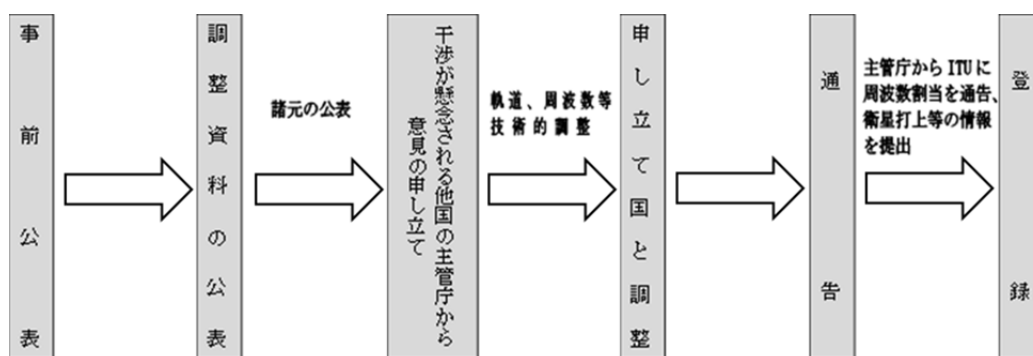 事前公表
調整資料の公表
諸元の公表
干渉が懸念される他国の主管庁から
意見の申し立て
軌道、周波数等
技術的調整
申し立て国と調整
通告
主管庁から ITU に
周波数割当を通告、
衛星打上等の情報
を提出
登録